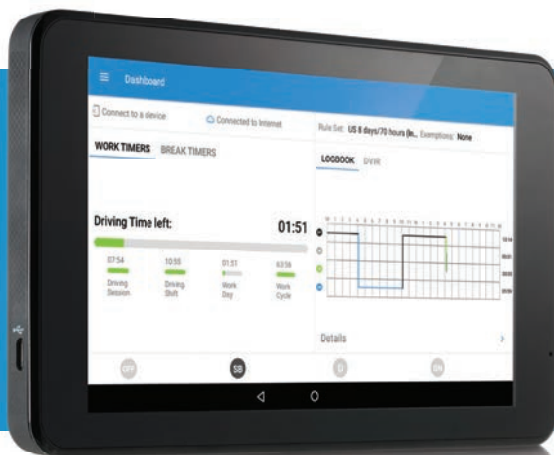 Dashboard
Connect to a device
Connected to Internet
Rule Set: US 8 days/70 hours (In... Exemptions: None
WORK TIMERS BREAK TIMERS
LOGBOOK DVIR
Driving Time left: 01:51
07:54 10:55 01:51 63:56
Driving Session
Driving Shift
Work Day
Work Cycle
Details
OFF SB D ON